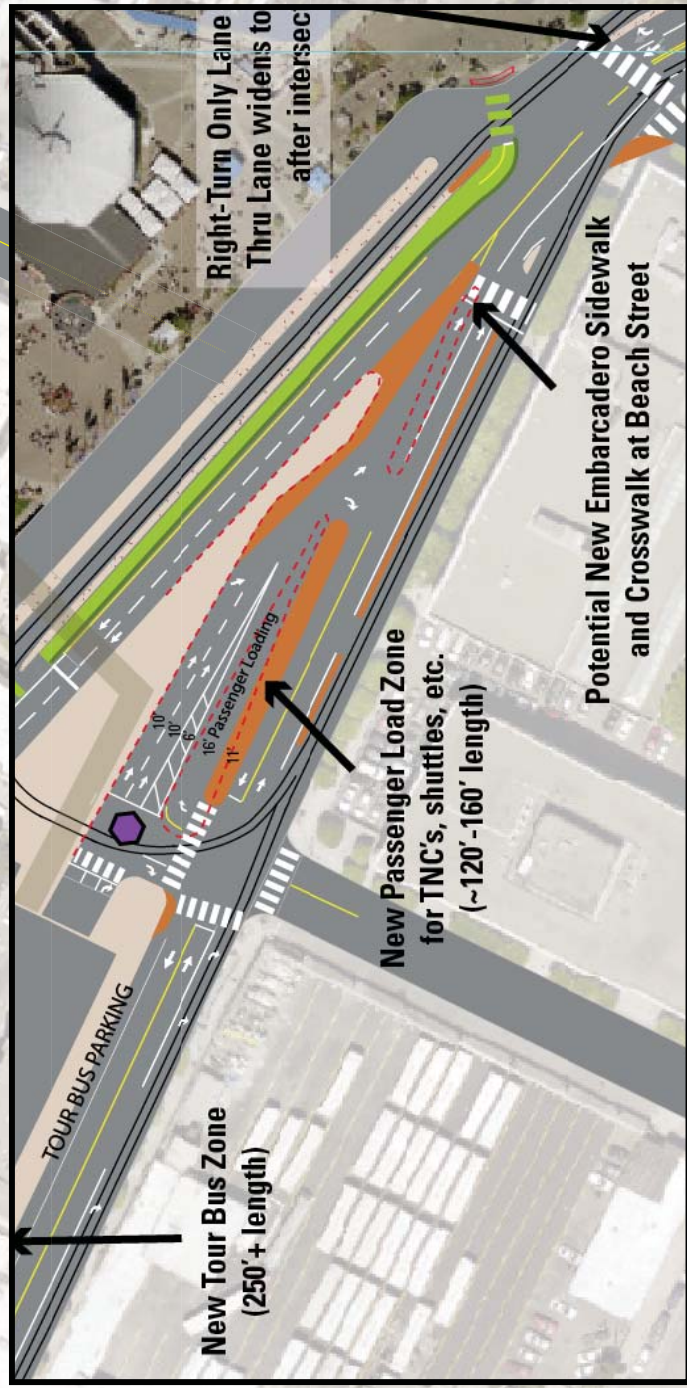 Right-Turn Only Lane
Thru Lane widens to
after intersec
TOUR BUS PARKING
10'
10'
6'
16' Passenger Loading
11'
New Tour Bus Zone
(250'+ length)
New Passenger Load Zone
for TNC's, shuttles, etc.
(~120'-160' length)
Potential New Embarcadero Sidewalk
and Crosswalk at Beach Street